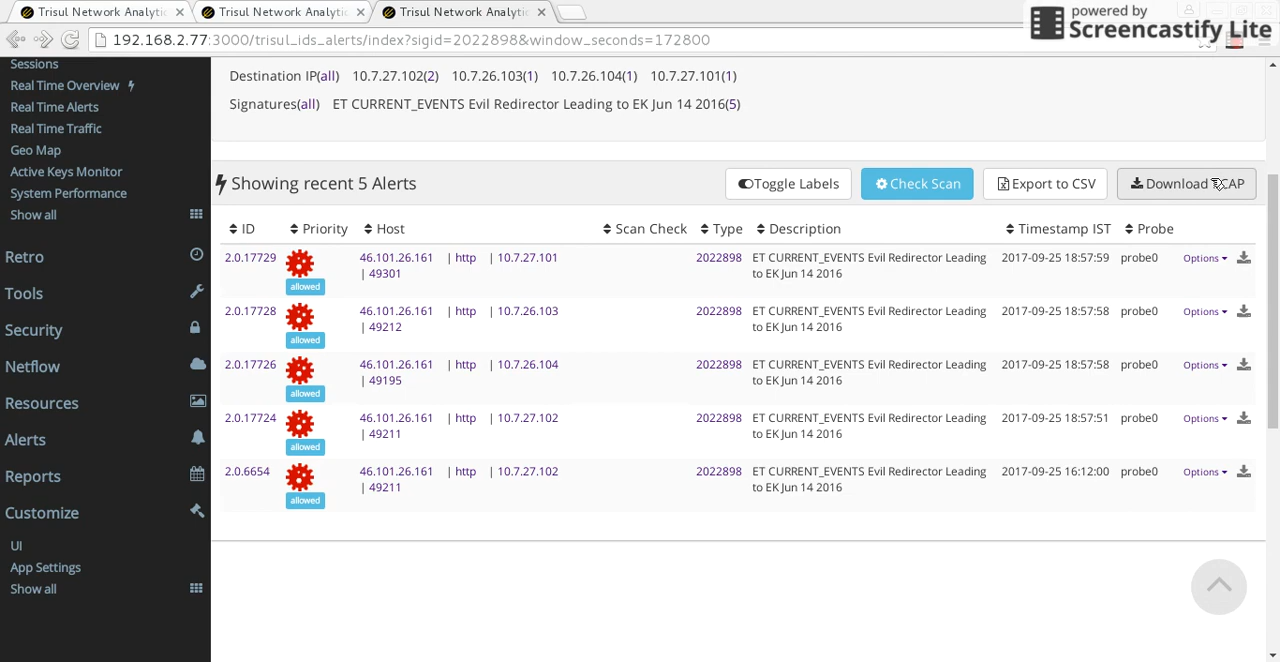 Trisul Network Analytic
Trisul Network Analytic
Trisul Network Analytic
powered by
Screencastify Lite
192.168.2.77:3000/trisul_ids_alerts/index?sigid=2022898&window_seconds=172800
Sessions
Real Time Overview
Real Time Alerts
Real Time Traffic
Geo Map
Active Keys Monitor
System Performance
Show all
Retro
Tools
Security
Netflow
Resources
Alerts
Reports
Customize
UI
App Settings
Show all
Destination IP(all) 10.7.27.102(2) 10.7.26.103(1) 10.7.26.104(1) 10.7.27.101(1)
Signatures(all) ET CURRENT_EVENTS Evil Redirector Leading to EK Jun 14 2016(5)
Showing recent 5 Alerts
Toggle Labels Check Scan Export to CSV Download PCAP
ID Priority Host Scan Check Type Description Timestamp IST Probe
2.0.17729 46.101.26.161 | http | 10.7.27.101 2022898 ET CURRENT_EVENTS Evil Redirector Leading 2017-09-25 18:57:59 probe0 Options
| 49301 to EK Jun 14 2016
allowed
2.0.17728 46.101.26.161 | http | 10.7.26.103 2022898 ET CURRENT_EVENTS Evil Redirector Leading 2017-09-25 18:57:58 probe0 Options
| 49212 to EK Jun 14 2016
allowed
2.0.17726 46.101.26.161 | http | 10.7.26.104 2022898 ET CURRENT_EVENTS Evil Redirector Leading 2017-09-25 18:57:58 probe0 Options
| 49195 to EK Jun 14 2016
allowed
2.0.17724 46.101.26.161 | http | 10.7.27.102 2022898 ET CURRENT_EVENTS Evil Redirector Leading 2017-09-25 18:57:51 probe0 Options
| 49211 to EK Jun 14 2016
allowed
2.0.6654 46.101.26.161 | http | 10.7.27.102 2022898 ET CURRENT_EVENTS Evil Redirector Leading 2017-09-25 16:12:00 probe0 Options
| 49211 to EK Jun 14 2016
allowed